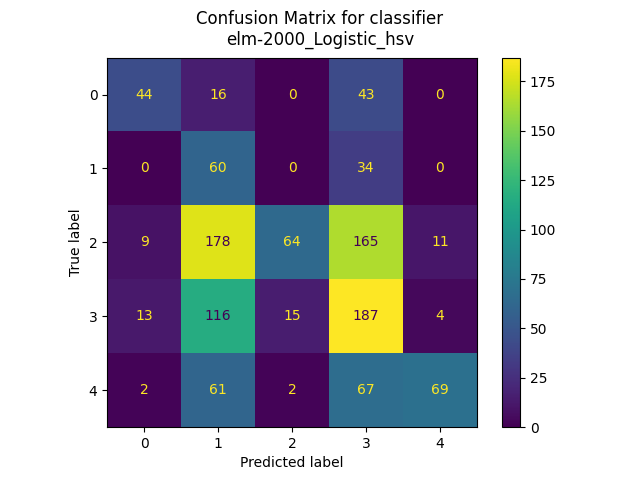 Confusion Matrix for classifier
elm-2000_Logistic_hsv
True label
0 44 16 0 43 0
1 0 60 0 34 0
2 9 178 64 165 11
3 13 116 15 187 4
4 2 61 2 67 69
0 1 2 3 4
Predicted label
175
150
125
100
75
50
25
0